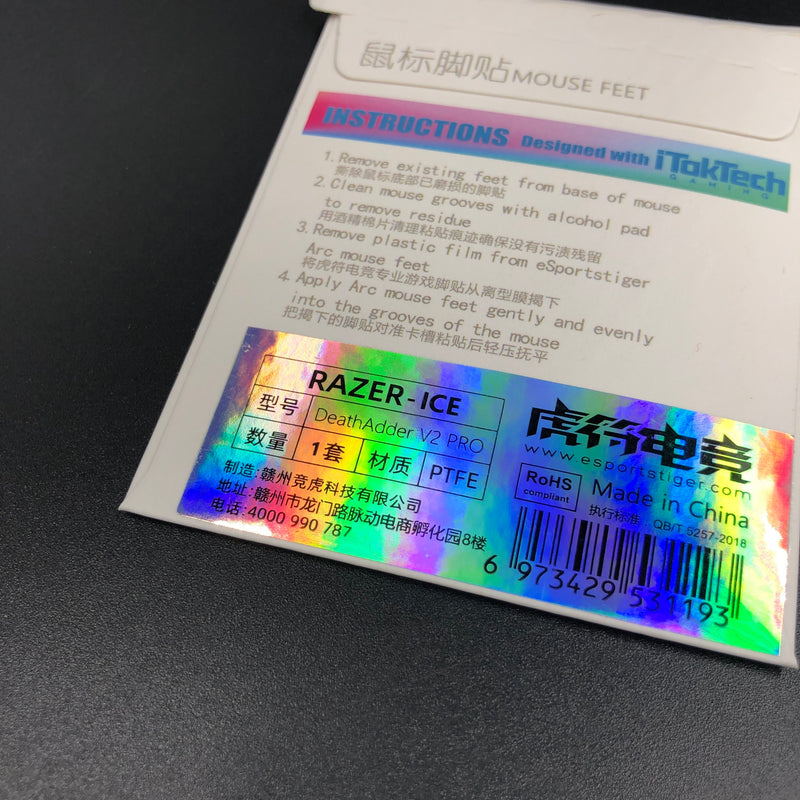 鼠标脚贴 MOUSE FEET
INSTRUCTIONS Designed with iTokTech
GAMING
1. Remove existing feet from base of mouse
撕除鼠标底部已磨损的脚贴
2. Clean mouse grooves with alcohol pad
to remove residue
用酒精棉片清理粘贴痕迹确保没有污渍残留
3. Remove plastic film from eSportstiger
Arc mouse feet
将虎符电竞专业游戏脚贴从离型膜揭下
4. Apply Arc mouse feet gently and evenly
into the grooves of the mouse
把揭下的脚贴对准卡槽粘贴后轻压抚平
RAZER-ICE
型号 DeathAdder V2 PRO
数量 1套 材质 PTFE
制造:赣州竞虎科技有限公司
地址:赣州市龙门路脉动电商孵化园8楼
电话:4000 990 787
虎符电竞
www.esportstiger.com
RoHS
compliant
Made in China
执行标准:QB/T 5257-2018
6 973429 531193